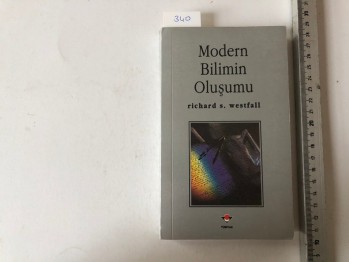 340
Modern
Bilimin
Oluşumu
richard s. westfall